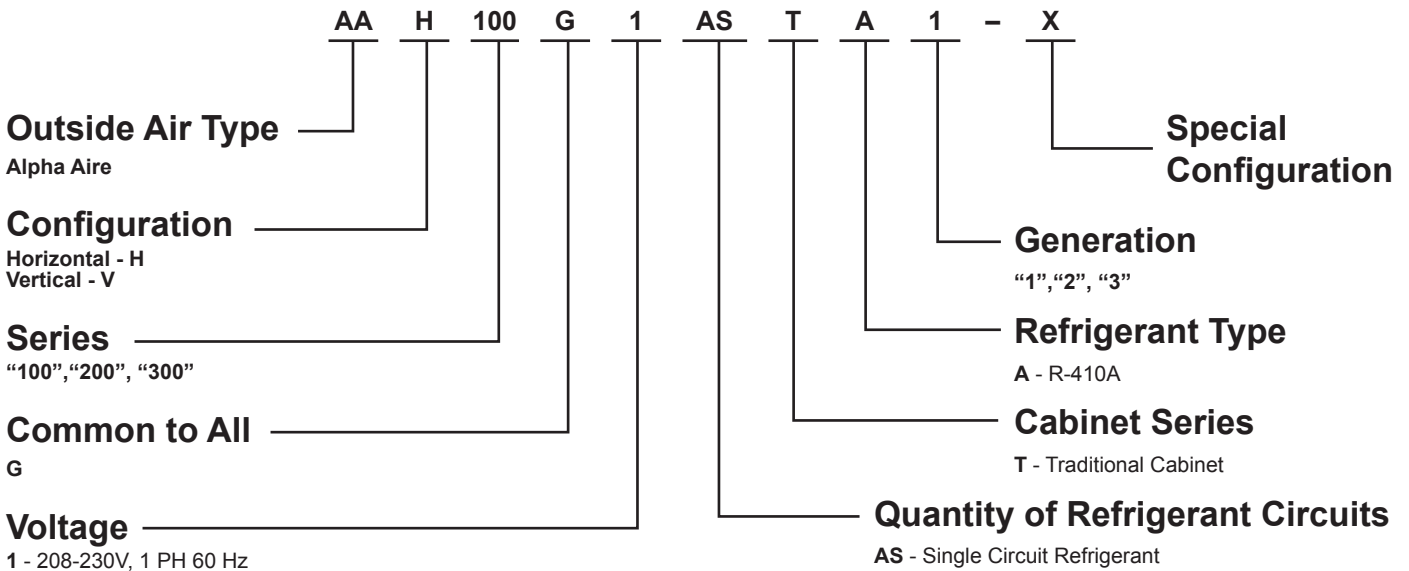 AA H 100 G 1 AS T A 1 – X
Outside Air Type
Alpha Aire
Configuration
Horizontal - H
Vertical - V
Series
“100”,“200”, “300”
Common to All
G
Voltage
1 - 208-230V, 1 PH 60 Hz
Special
Configuration
Generation
“1”,“2”, “3”
Refrigerant Type
A - R-410A
Cabinet Series
T - Traditional Cabinet
Quantity of Refrigerant Circuits
AS - Single Circuit Refrigerant